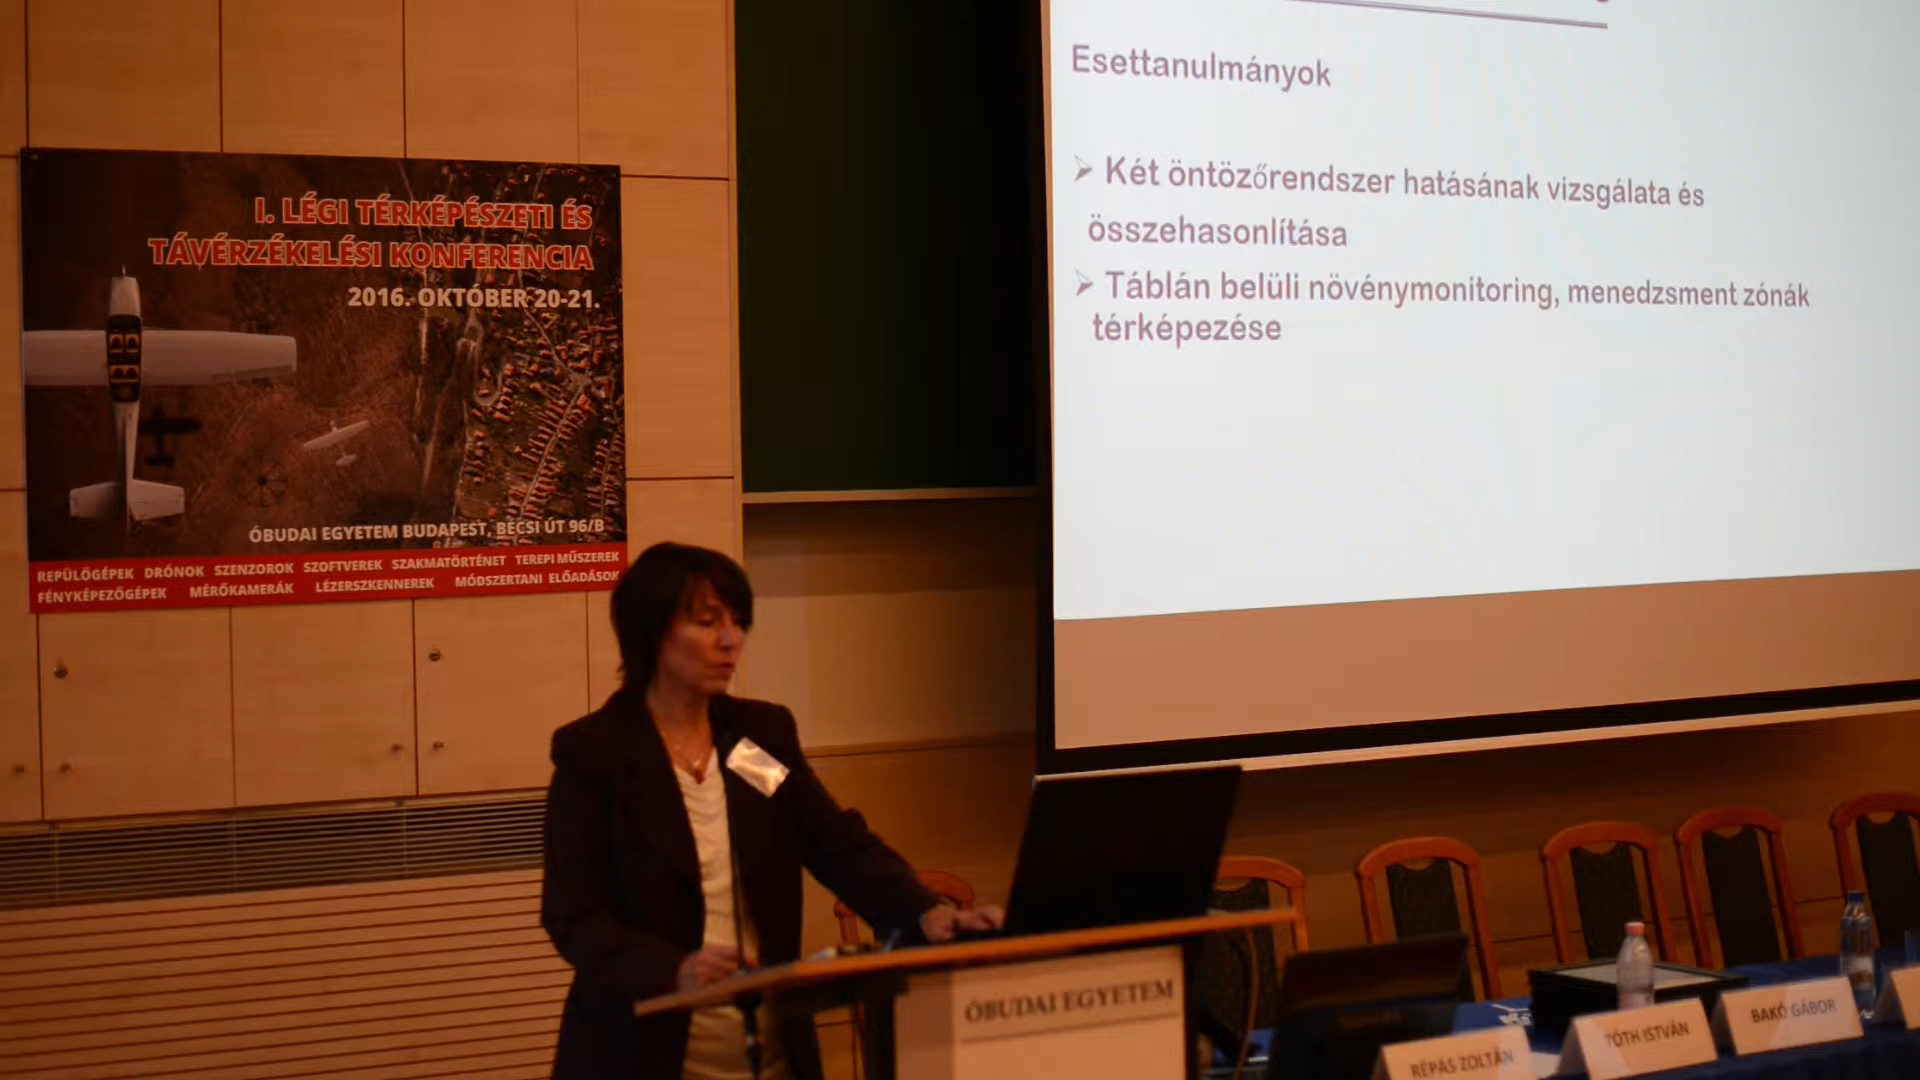 I. LÉGI TÉRKÉPÉSZETI ÉS
TÁVÉRZÉKELÉSI KONFERENCIA
2016. OKTÓBER 20-21.
ÓBUDAI EGYETEM BUDAPEST, BÉCSI ÚT 96/B
REPÜLŐGÉPEK DRÓNOK SZENZOROK SZOFTVEREK SZAKMATÖRTÉNET TEREPI MŰSZEREK
FÉNYKÉPEZŐGÉPEK MÉRŐKAMERÁK LÉZERSZKENNEREK MÓDSZERTANI ELŐADÁSOK
Esettanulmányok
➢ Két öntözőrendszer hatásának vizsgálata és
összehasonlítása
➢ Táblán belüli növénymonitoring, menedzsment zónák
térképezése
ÓBUDAI EGYETEM
RÉPÁS ZOLTÁN
TÓTH ISTVÁN
BAKÓ GÁBOR